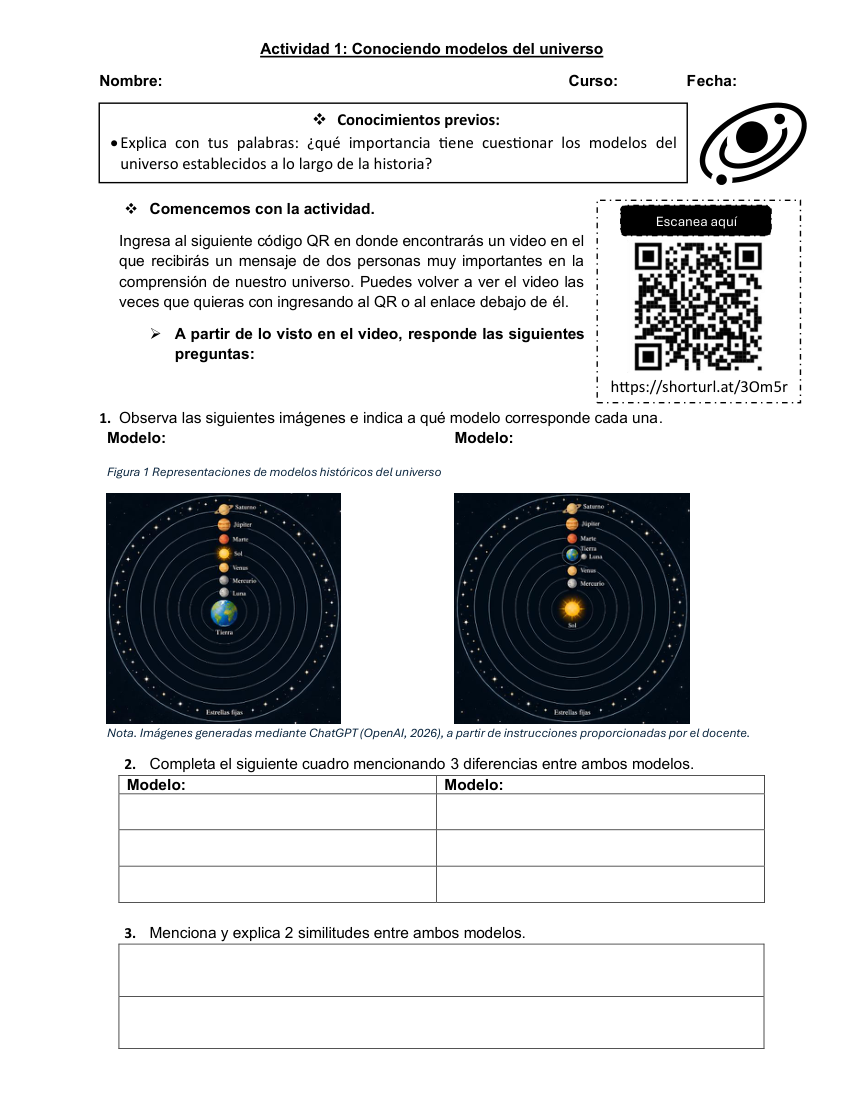 Actividad 1: Conociendo modelos del universo
Nombre: Curso: Fecha:
❖ Conocimientos previos:
• Explica con tus palabras: ¿qué importancia tiene cuestionar los modelos del
universo establecidos a lo largo de la historia?
❖ Comencemos con la actividad.
Ingresa al siguiente código QR en donde encontrarás un video en el
que recibirás un mensaje de dos personas muy importantes en la
comprensión de nuestro universo. Puedes volver a ver el video las
veces que quieras con ingresando al QR o al enlace debajo de él.
➢ A partir de lo visto en el video, responde las siguientes
preguntas:
Escanea aquí
https://shorturl.at/3Om5r
1. Observa las siguientes imágenes e indica a qué modelo corresponde cada una.
Modelo: Modelo:
Figura 1 Representaciones de modelos históricos del universo
Saturno
Júpiter
Marte
Sol
Venus
Mercurio
Luna
Tierra
Estrellas fijas
Saturno
Júpiter
Marte
Tierra
Luna
Venus
Mercurio
Sol
Estrellas fijas
Nota. Imágenes generadas mediante ChatGPT (OpenAI, 2026), a partir de instrucciones proporcionadas por el docente.
2. Completa el siguiente cuadro mencionando 3 diferencias entre ambos modelos.
Modelo: Modelo:
3. Menciona y explica 2 similitudes entre ambos modelos.